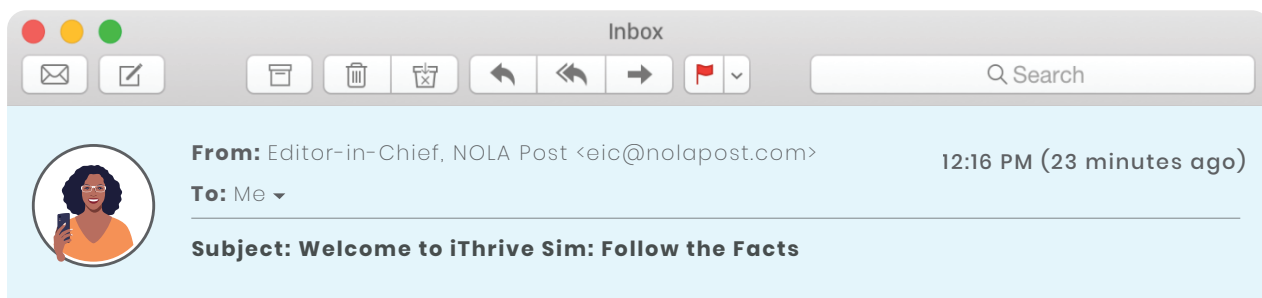 Inbox
Search
From: Editor-in-Chief, NOLA Post <eic@nolapost.com>
12:16 PM (23 minutes ago)
To: Me
Subject: Welcome to iThrive Sim: Follow the Facts